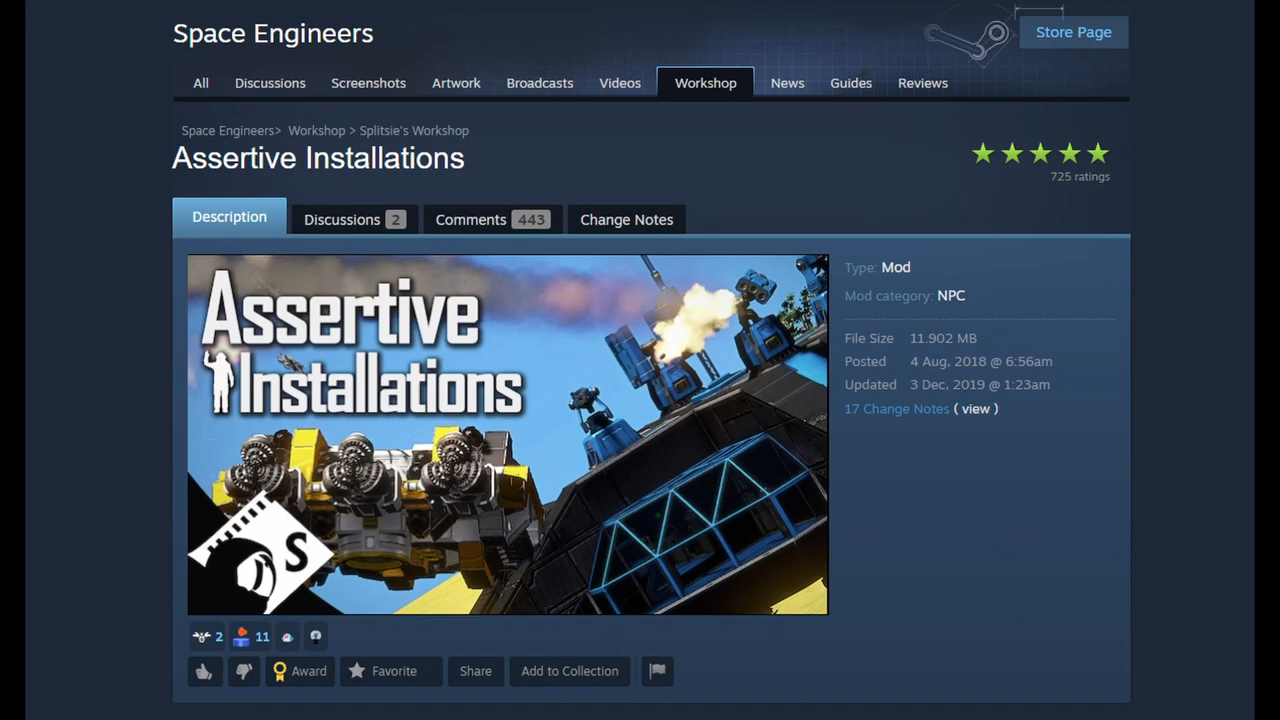 Space Engineers
Store Page
All Discussions Screenshots Artwork Broadcasts Videos Workshop News Guides Reviews
Space Engineers> Workshop > Splitsie's Workshop
Assertive Installations
725 ratings
Description Discussions 2 Comments 443 Change Notes
Assertive
Installations
S
Type: Mod
Mod category: NPC
File Size 11.902 MB
Posted 4 Aug, 2018 @ 6:56am
Updated 3 Dec, 2019 @ 1:23am
17 Change Notes ( view )
2 11
Award Favorite Share Add to Collection